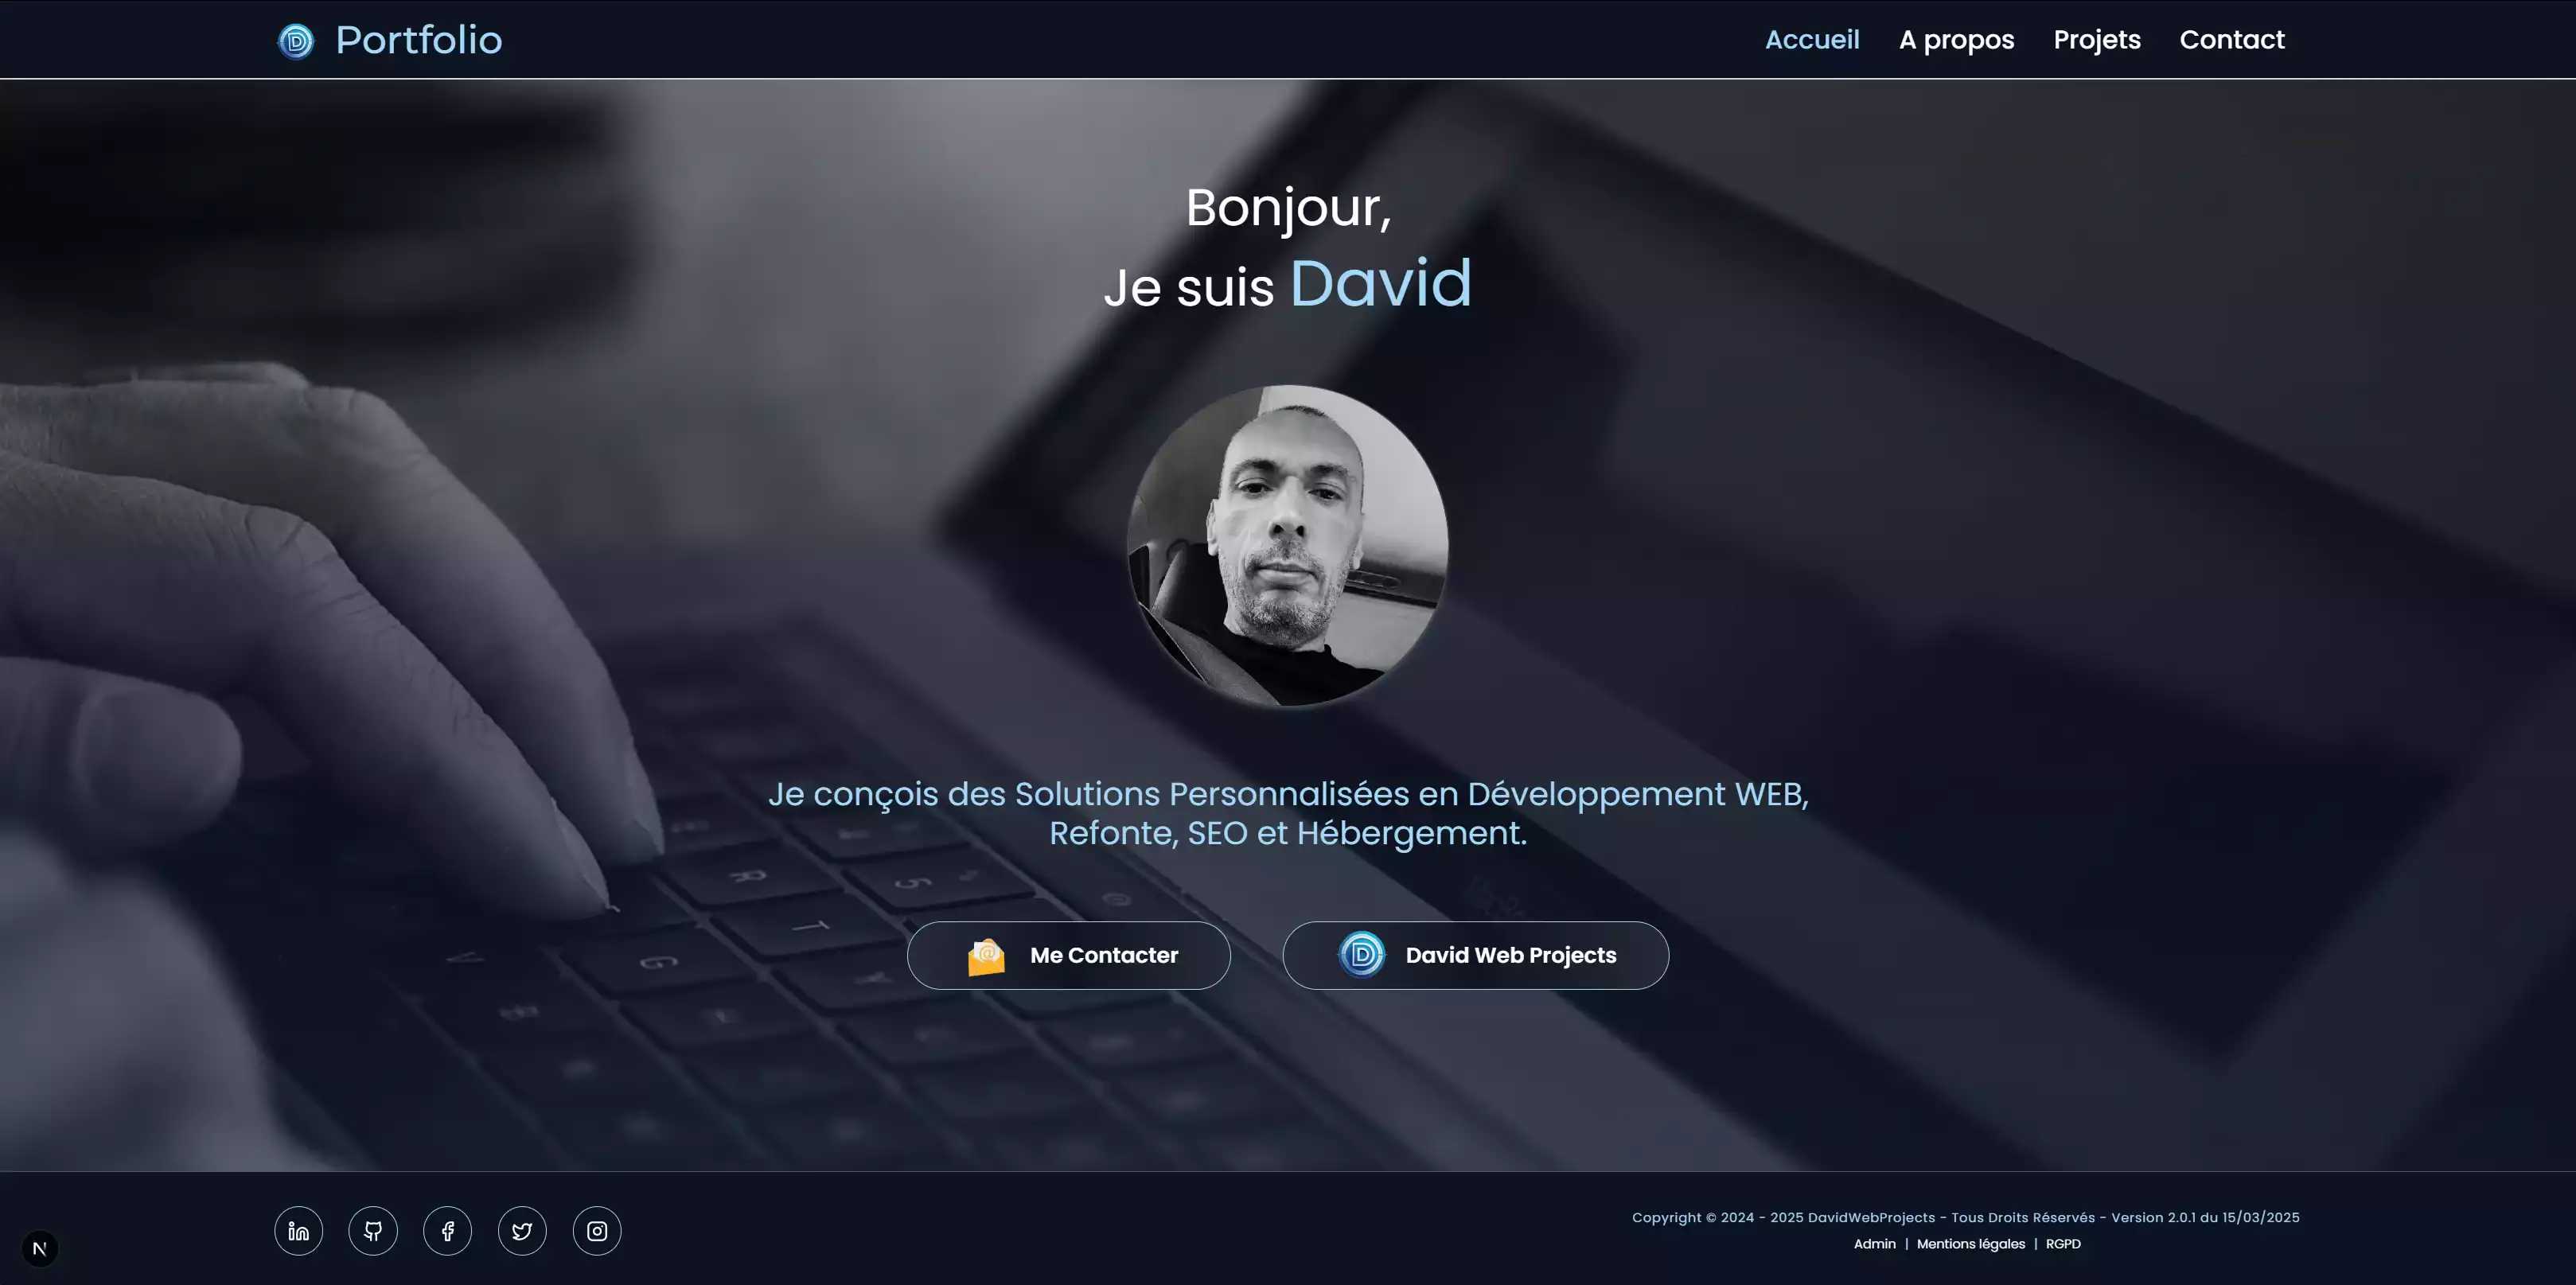 Portfolio
Accueil A propos Projets Contact
Bonjour,
Je suis David
Je conçois des Solutions Personnalisées en Développement WEB,
Refonte, SEO et Hébergement.
R
5
T
G
Y
V
B
Me Contacter
David Web Projects
Copyright © 2024 - 2025 DavidWebProjects - Tous Droits Réservés - Version 2.0.1 du 15/03/2025
Admin | Mentions légales | RGPD
N